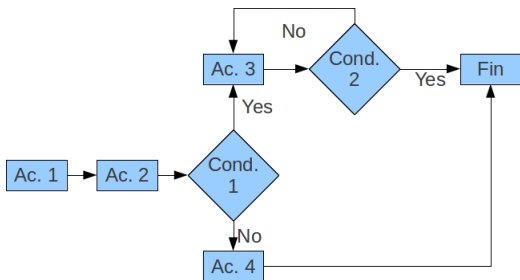 No
Ac. 3
Cond.
2
Yes
Fin
Yes
Ac. 1
Ac. 2
Cond.
1
No
Ac. 4